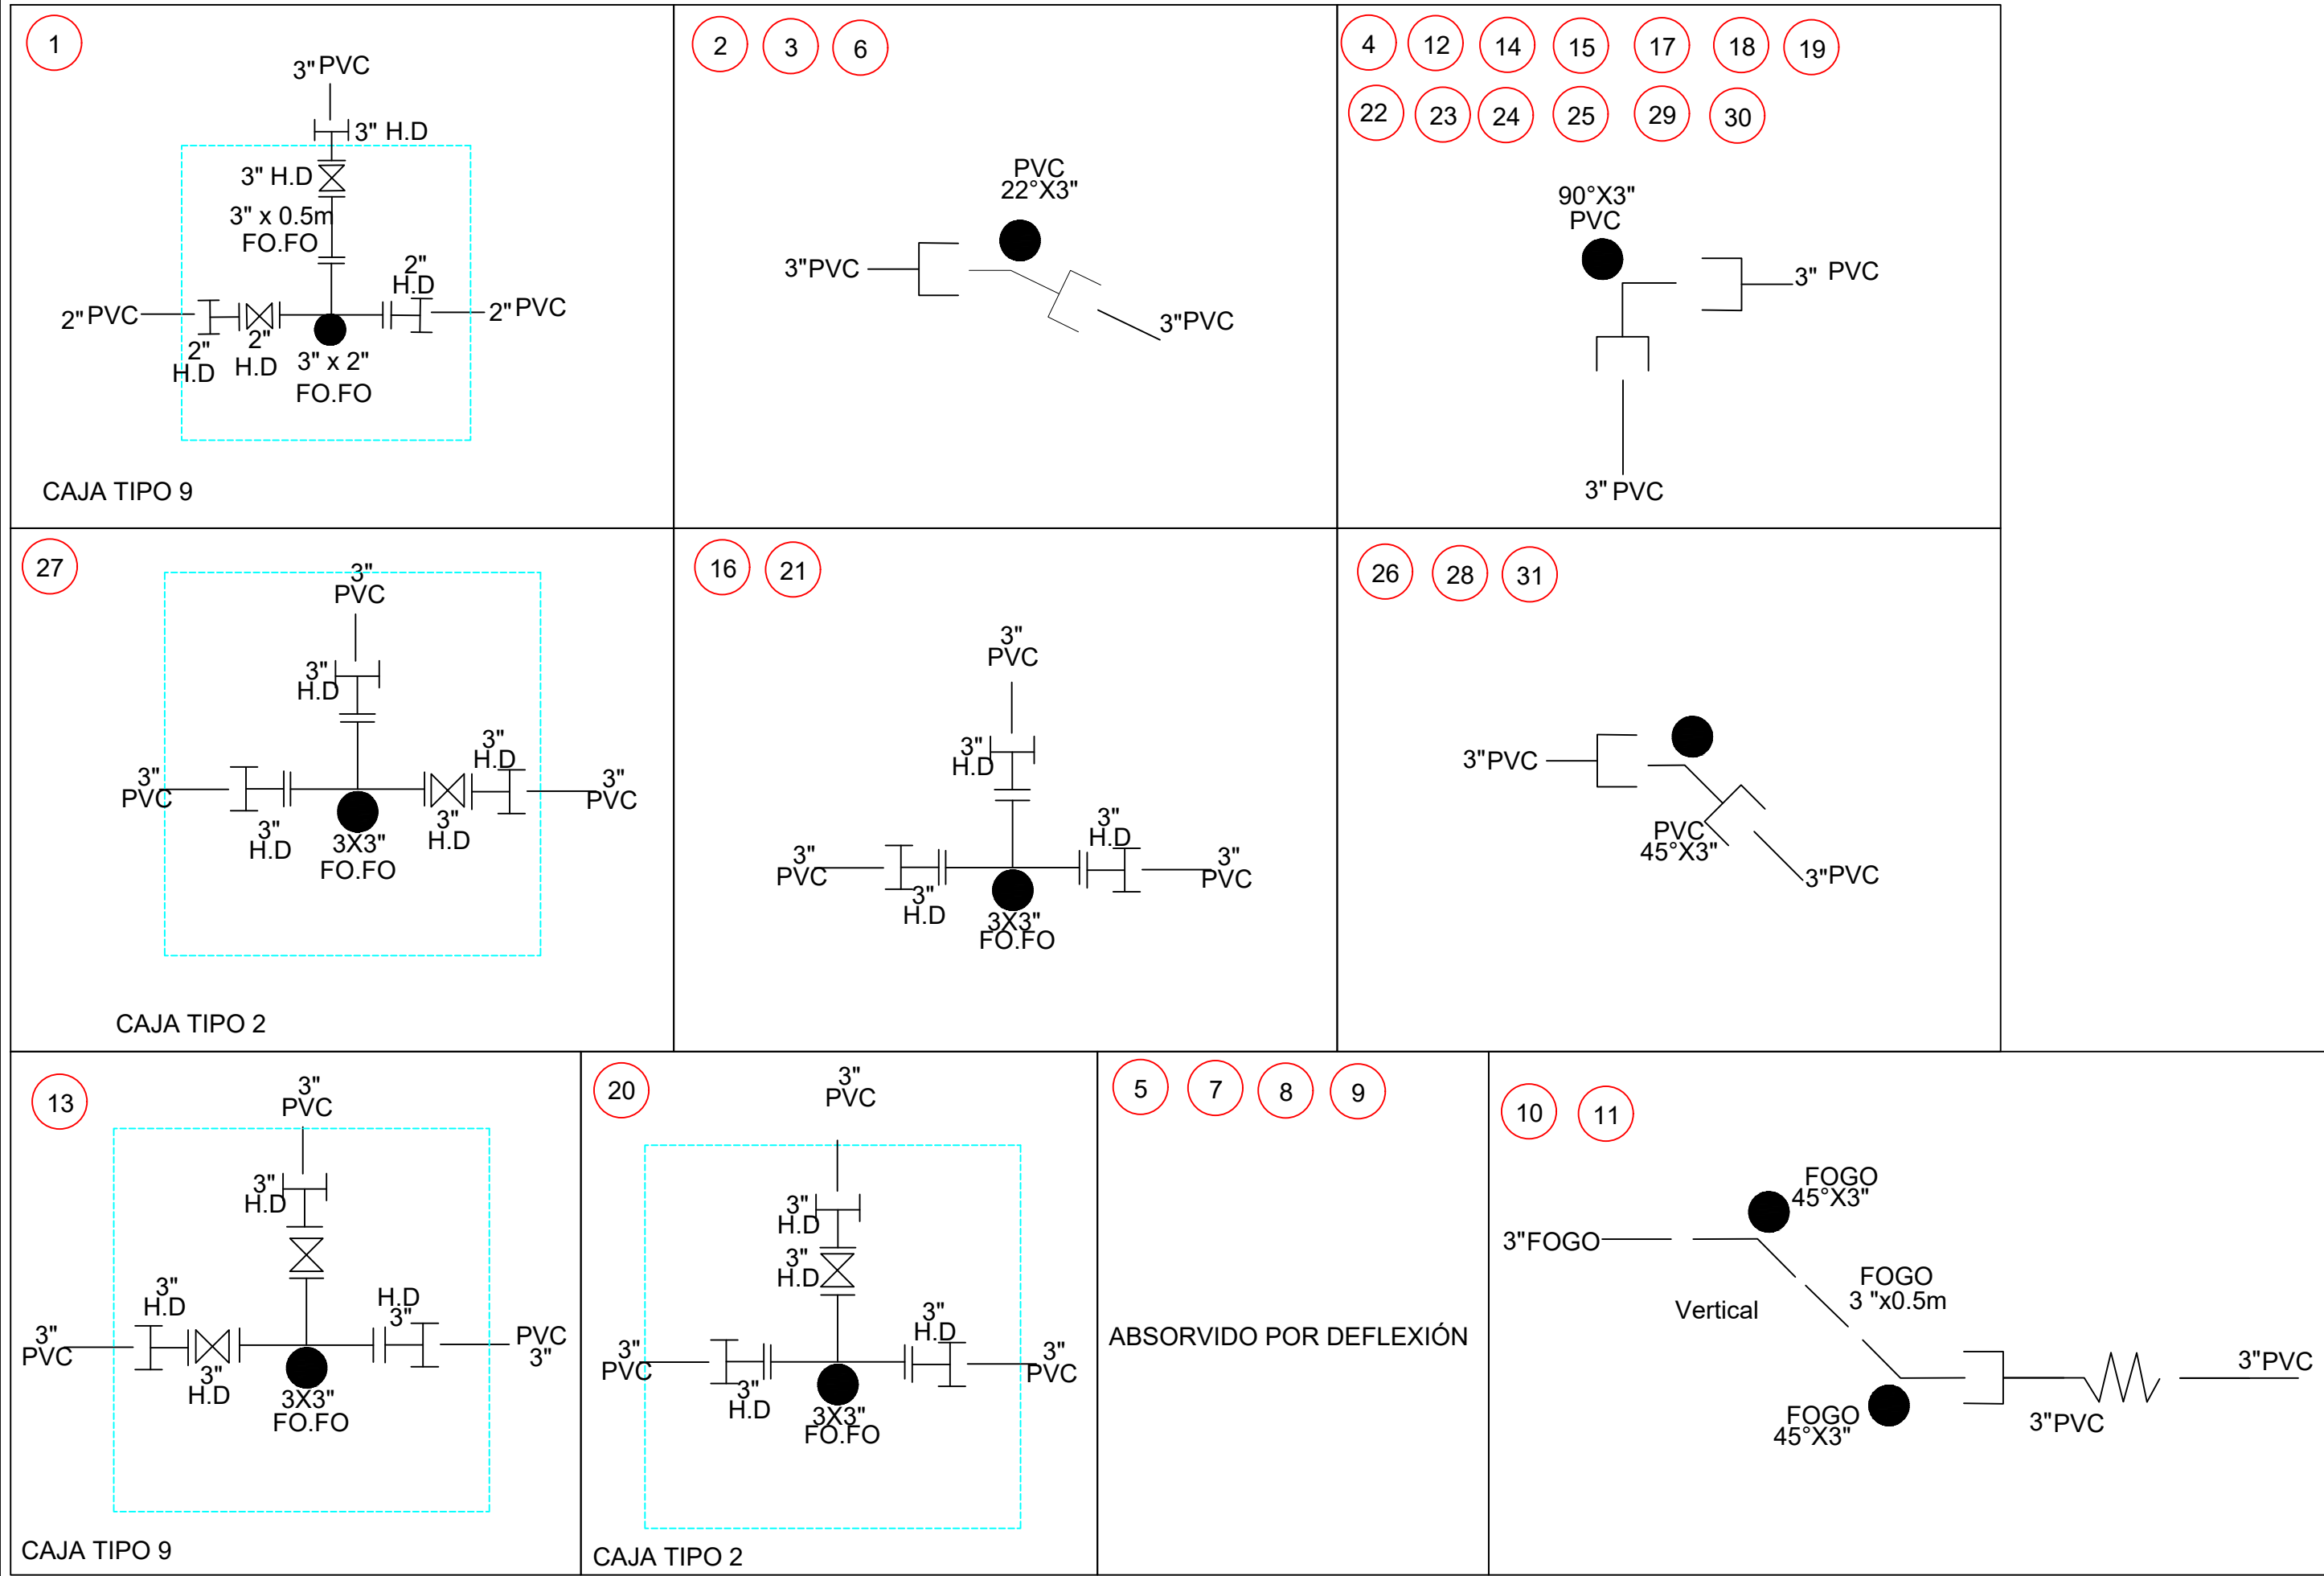 1
3" PVC
3" H.D
3" H.D
3" x 0.5m
FO.FO
2"
H.D
2" PVC
2" PVC
2"
H.D
2"
H.D
3" x 2"
FO.FO
CAJA TIPO 9
2 3 6
PVC
22°X3"
3"PVC
3"PVC
4 12 14 15 17 18 19
22 23 24 25 29 30
90°X3"
PVC
3" PVC
3" PVC
27
3"
PVC
3"
H.D
3"
H.D
3"
PVC
3"
PVC
3"
H.D
3X3"
FO.FO
3"
H.D
CAJA TIPO 2
16 21
3"
PVC
3"
H.D
3"
H.D
3"
PVC
3"
PVC
3"
H.D
3X3"
FO.FO
26 28 31
3"PVC
PVC
45°X3"
3"PVC
13
3"
PVC
3"
H.D
3"
H.D
H.D
3"
3"
PVC
PVC
3"
3"
H.D
3X3"
FO.FO
CAJA TIPO 9
20
3"
PVC
3"
H.D
3"
H.D
3"
H.D
3"
PVC
3"
PVC
3"
H.D
3X3"
FO.FO
CAJA TIPO 2
5 7 8 9
ABSORVIDO POR DEFLEXIÓN
10 11
FOGO
45°X3"
3"FOGO
FOGO
3 "x0.5m
Vertical
3"PVC
FOGO
45°X3"
3"PVC